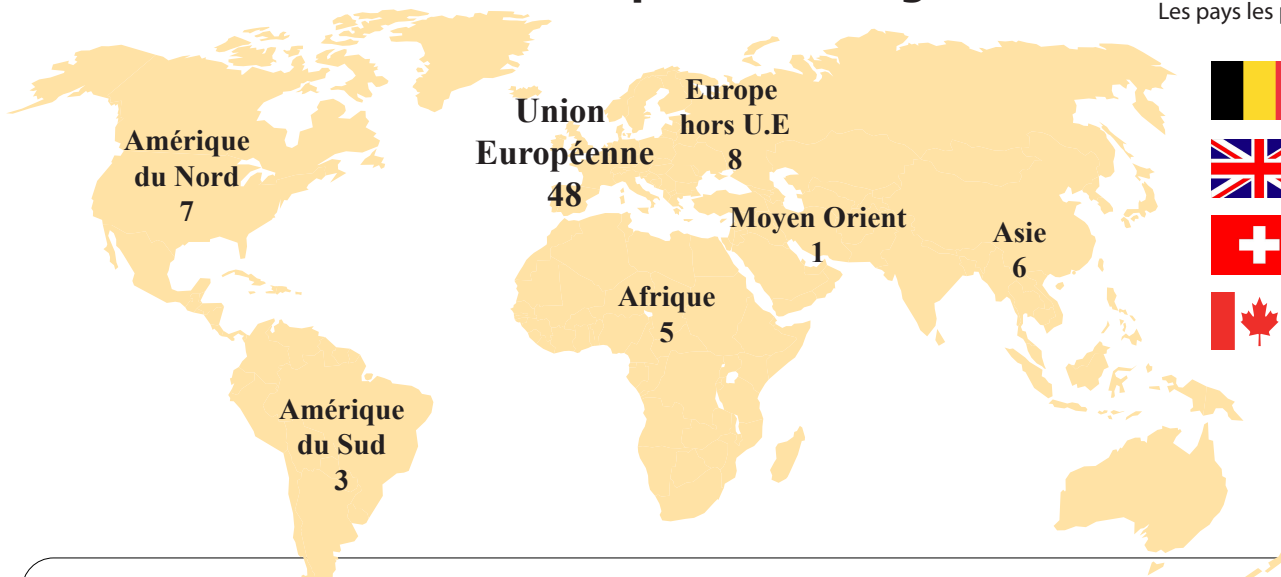 Les pays les
Amérique
du Nord
7
Union
Européenne
48
Europe
hors U.E
8
Moyen Orient
1
Asie
6
Afrique
5
Amérique
du Sud
3